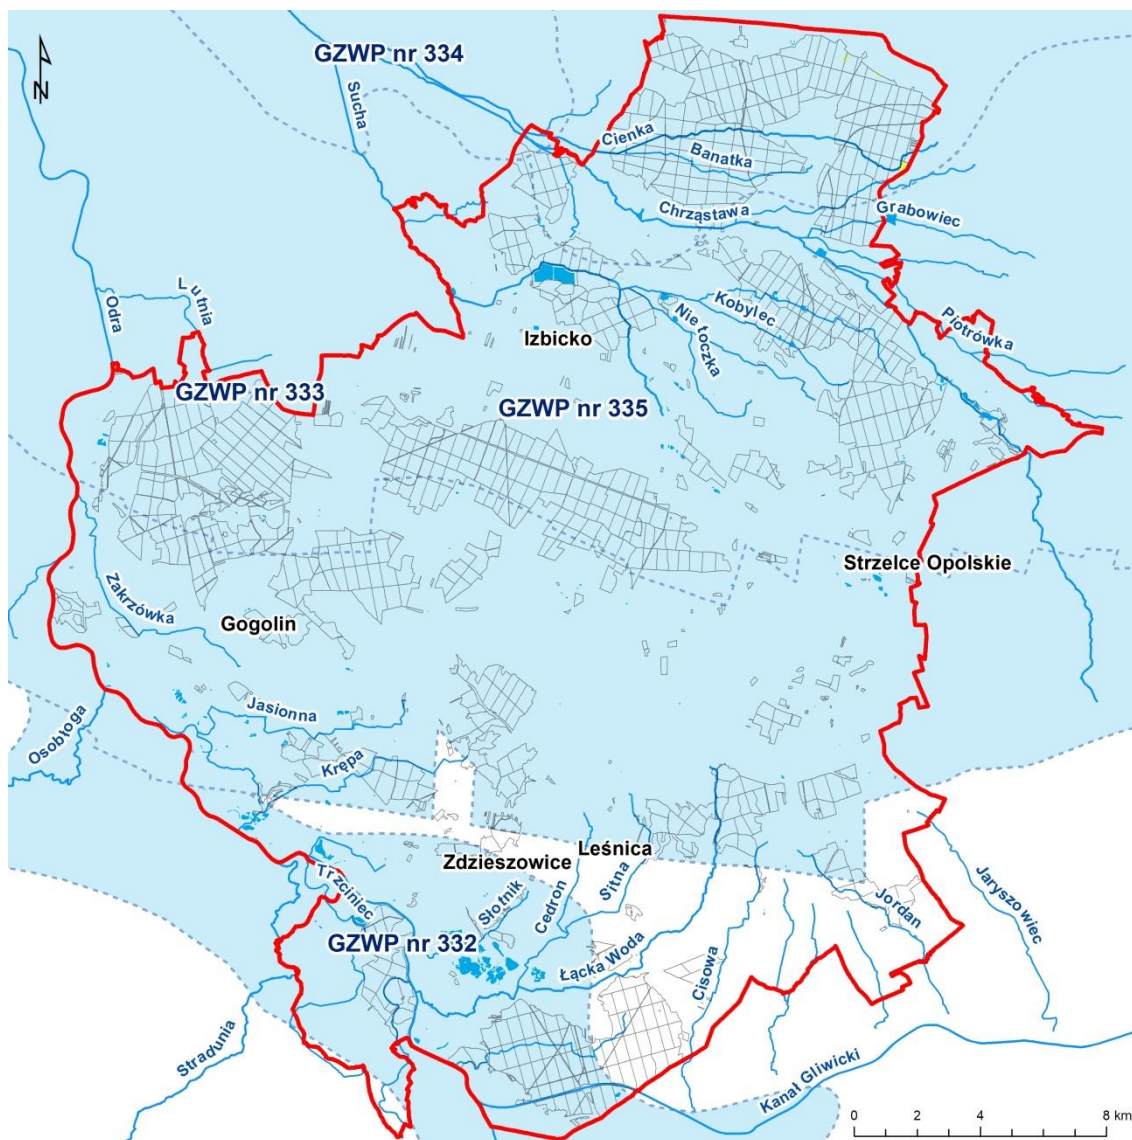 GZWP nr 334
N
Sucha
Cienka
Banatka
Chrząstawa
Grabowiec
Lutnia
Odra
Kobylec
Nie toczka
Piotrówka
Izbicko
GZWP nr 333
GZWP nr 335
Strzelce Opolskie
Zakrzówka
Gogolin
Jasionna
Osobłoga
Krępa
Zdzieszowice
Leśnica
Trzciniec
Słotnik
Cedron
Sitna
Jordan
Jaryszowiec
GZWP nr 332
Łącka Woda
Cisowa
Stradunia
Kanał Gliwicki
0 2 4 8 km